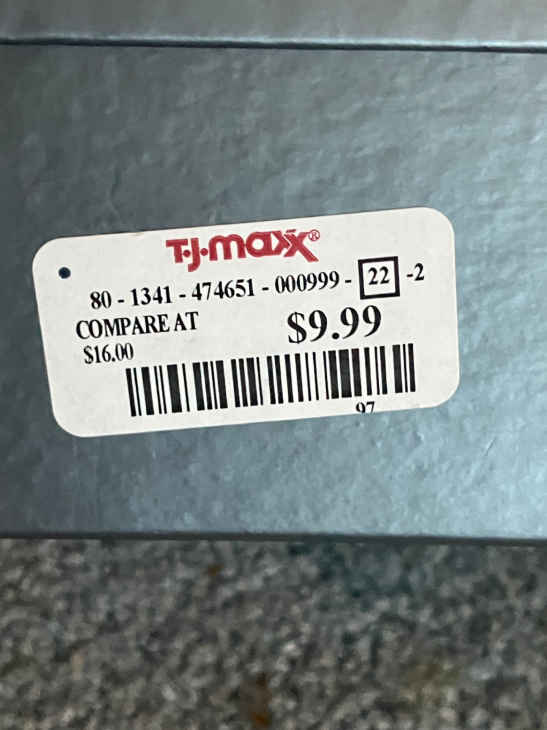 T·J·maxx®
80 - 1341 - 474651 - 000999 - 22 -2
COMPARE AT $9.99
$16.00
97